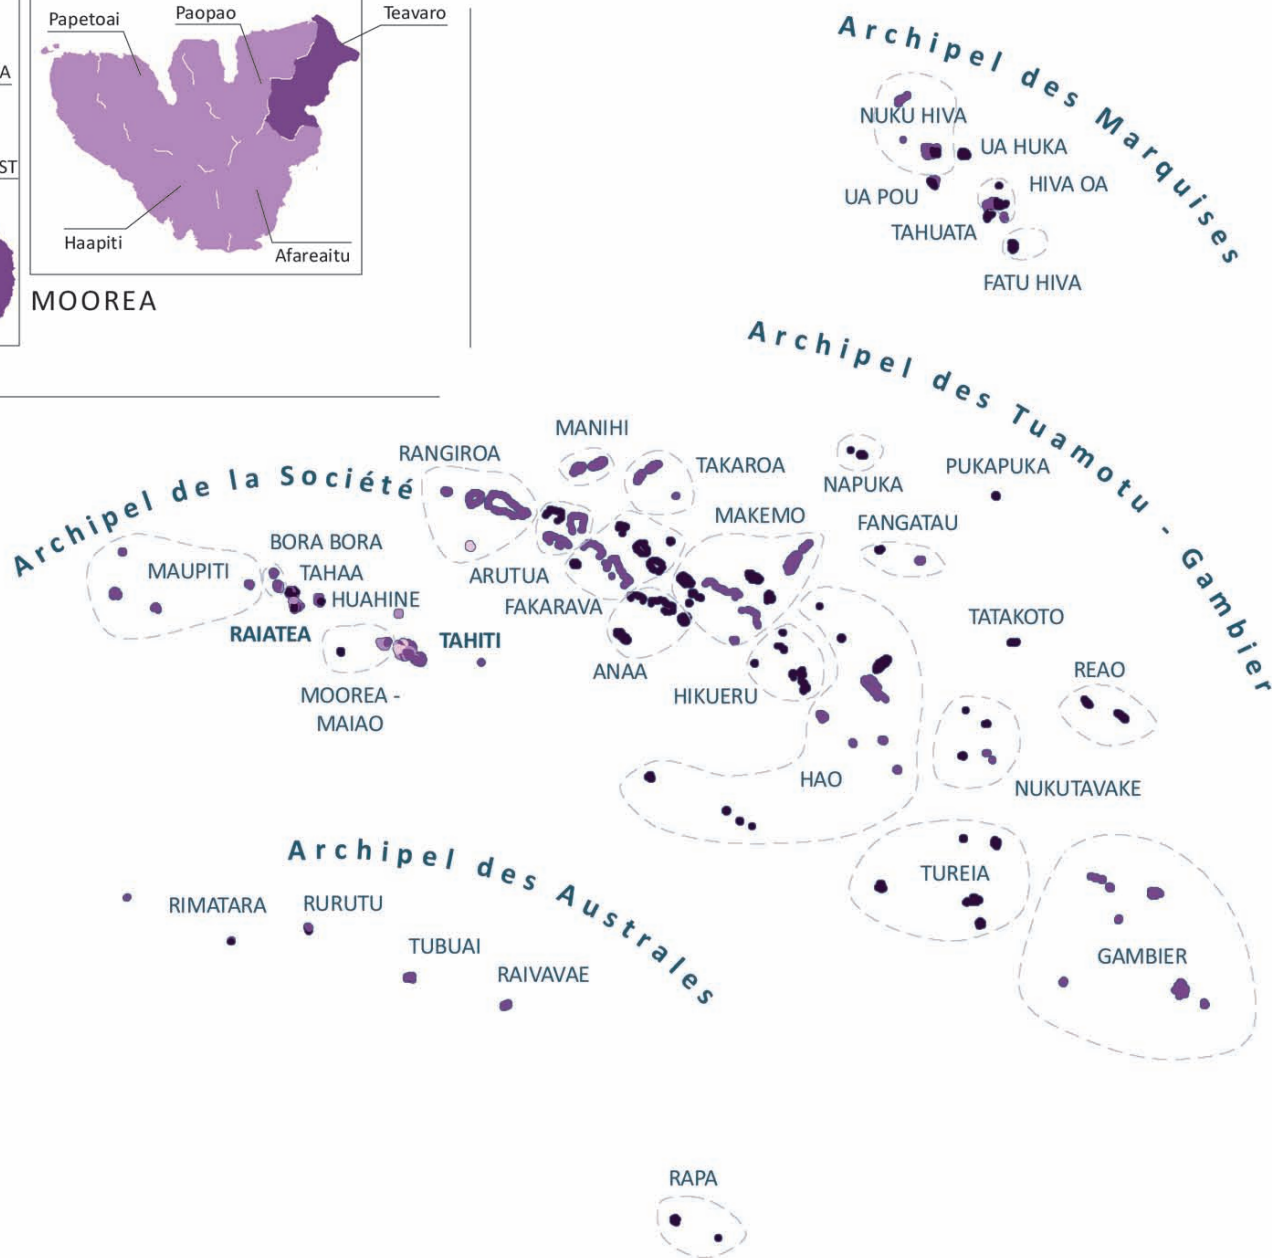 Papetoai
Paopao
Teavaro
A
ST
Haapiti
Afareaitu
MOOREA
Archipel des Marquises
NUKU HIVA
UA HUKA
HIVA OA
UA POU
TAHUATA
FATU HIVA
Archipel des Tuamotu - Gambier
MANIHI
RANGIROA
TAKAROA
NAPUKA
PUKAPUKA
Archipel de la Société
MAKEMO
FANGATAU
BORA BORA
MAUPITI
TAHAA
ARUTUA
HUAHINE
FAKARAVA
TATAKOTO
RAIATEA
TAHITI
ANAA
REAO
MOOREA -
MAIAO
HIKUERU
HAO
NUKUTAVAKE
Archipel des Australes
TUREIA
RIMATARA
RURUTU
TUBUAI
GAMBIER
RAIVAVAE
RAPA